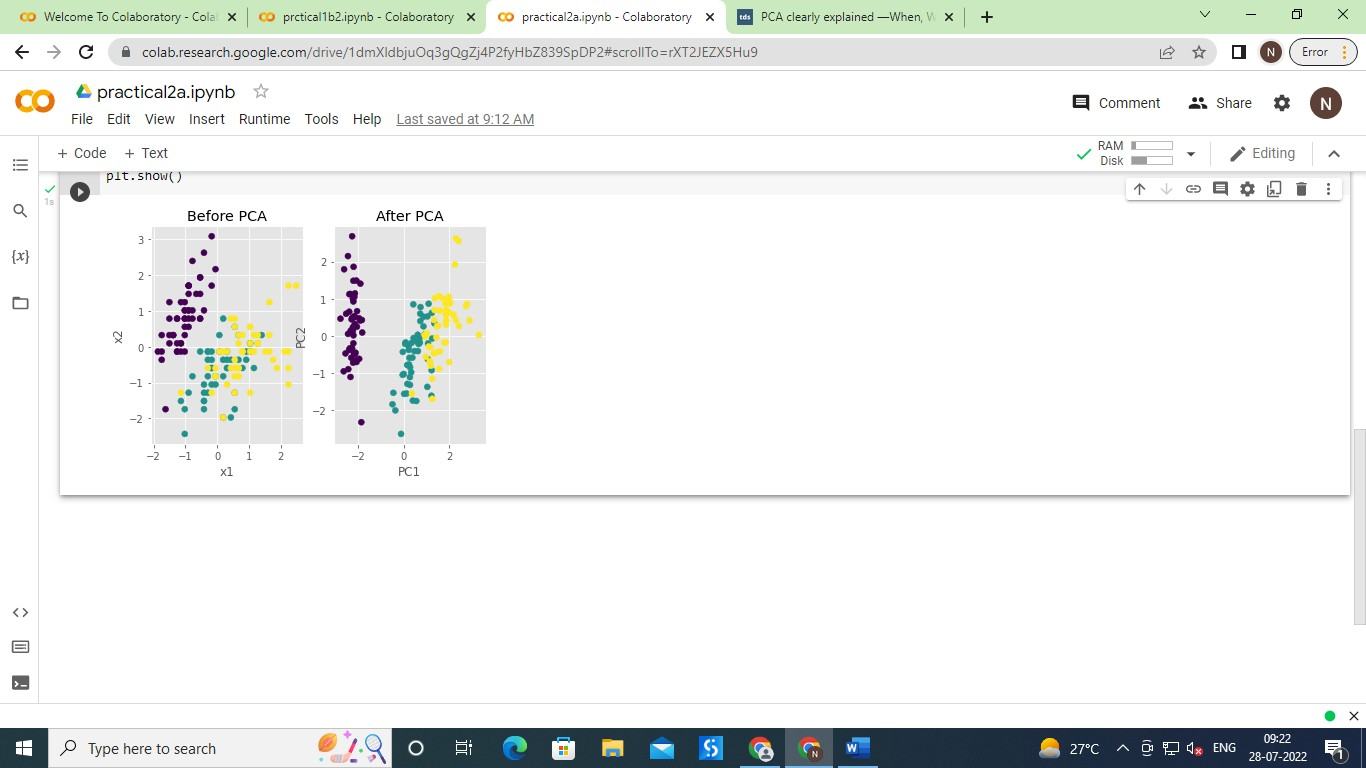 Welcome To Colaboratory - Cola
prctical1b2.ipynb - Colaboratory
practical2a.ipynb - Colaboratory
tds PCA clearly explained —When, W
colab.research.google.com/drive/1dmXldbjuOq3gQgZj4P2fyHbZ839SpDP2#scrollTo=rXT2JEZX5Hu9
N
Error
practical2a.ipynb
Comment
Share
N
File Edit View Insert Runtime Tools Help Last saved at 9:12 AM
+ Code + Text
RAM
Disk
Editing
{x}
1s
plt.show()
Before PCA
x2
3
2
1
0
−1
−2
−2 −1 0 1 2
x1
After PCA
PC2
2
1
0
−1
−2
−2 0 2
PC1
Type here to search
N
W
27°C
ENG
09:22
28-07-2022
1